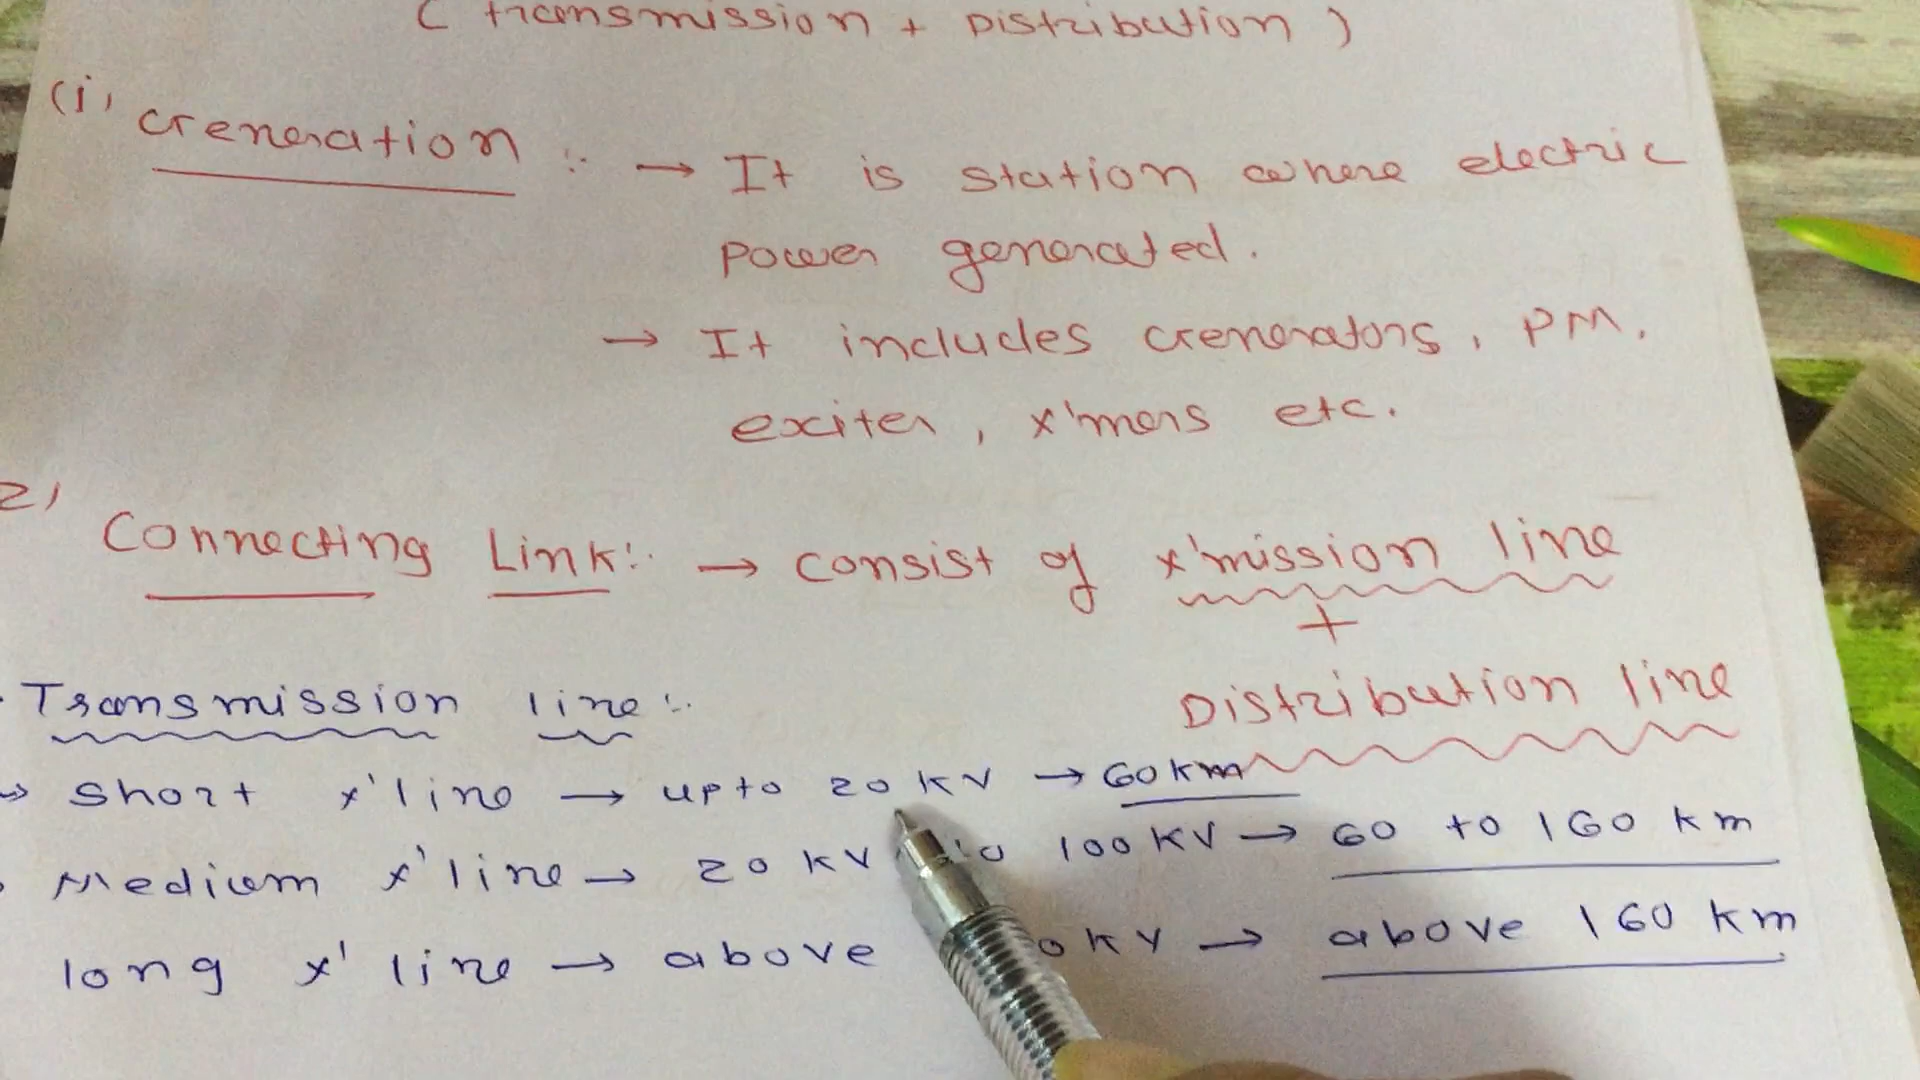 ( transmission + Distribution )
(i) Generation :. → It is station where electric
power generated.
→ It includes Generators, PM,
exiter, x'mers etc.
2) Connecting Link :. → consist of x'mission line
+
Distribution line
Transmission line :.
→ short x' line → upto 20 KV → 60 km
Medium x' line → 20 KV to 100 KV → 60 to 160 km
long x' line → above KV → above 160 km